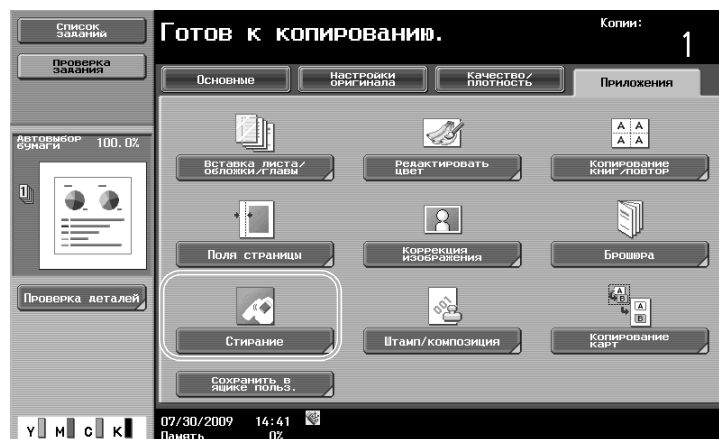 Список
заданий
Готов к копированию.
Копии:
1
Проверка
задания
Основные
Настройки
оригинала
Качество/
плотность
Приложения
Автовыбор
бумаги
100.0%
1
A A
A A
Вставка листа/
обложки/главы
Редактировать
цвет
Копирование
книг/повтор
Поля страницы
Коррекция
изображения
Брошюра
Проверка деталей
001
A
B
A
B
Стирание
Штамп/композиция
Копирование
карт
Сохранить в
ящике польз.
Y M C K
07/30/2009 14:41
Память 0%